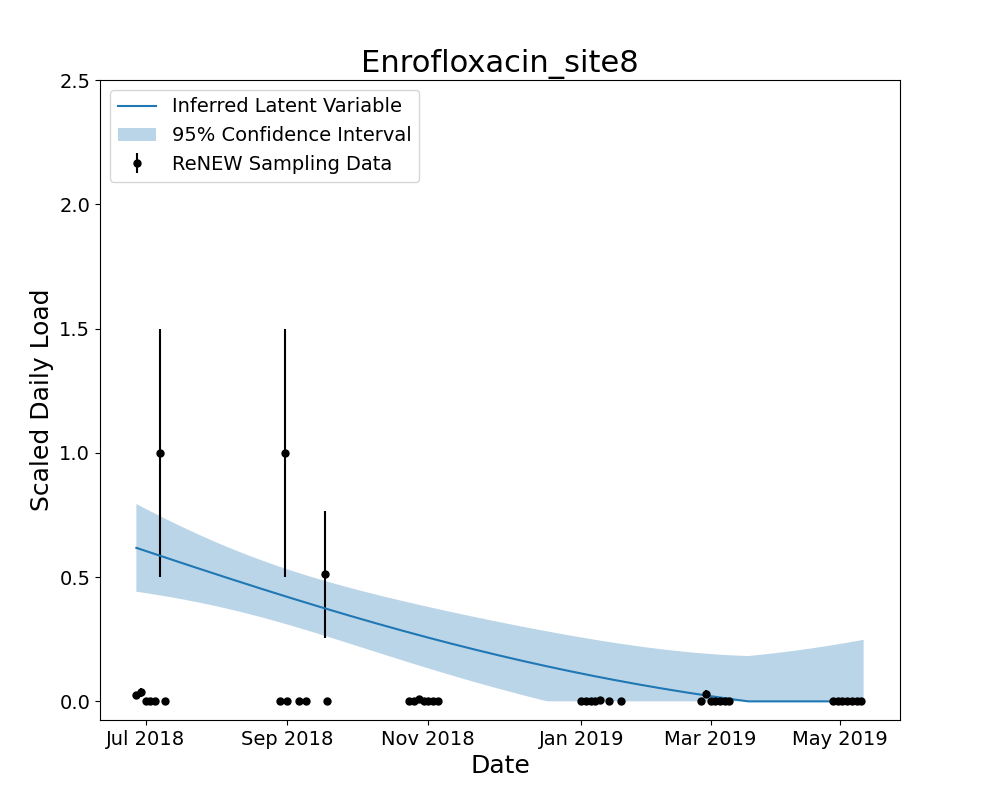 Enrofloxacin_site8
2.5
Inferred Latent Variable
95% Confidence Interval
ReNEW Sampling Data
2.0
1.5
1.0
0.5
0.0
Scaled Daily Load
Jul 2018 Sep 2018 Nov 2018 Jan 2019 Mar 2019 May 2019
Date